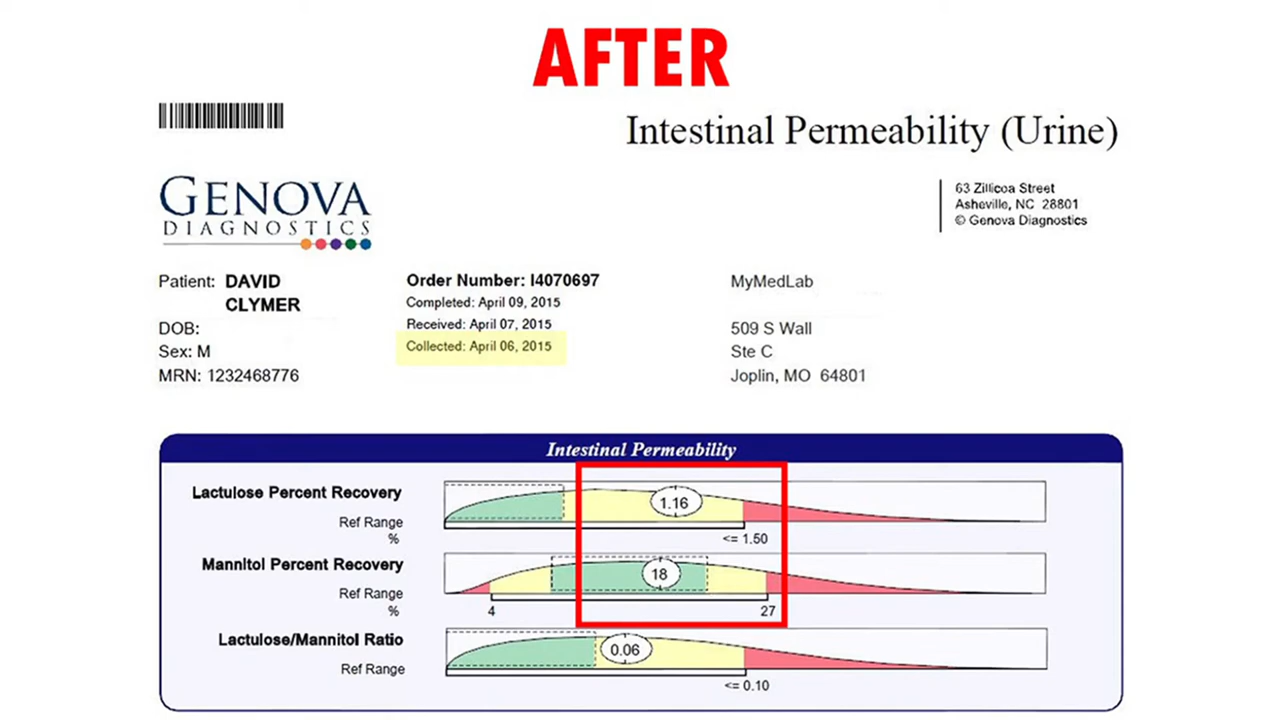 AFTER
Intestinal Permeability (Urine)
GENOVA
DIAGNOSTICS
63 Zillicoa Street
Asheville, NC 28801
© Genova Diagnostics
Patient: DAVID
CLYMER
DOB:
Sex: M
MRN: 1232468776
Order Number: I4070697
Completed: April 09, 2015
Received: April 07, 2015
Collected: April 06, 2015
MyMedLab
509 S Wall
Ste C
Joplin, MO 64801
Intestinal Permeability
Lactulose Percent Recovery
1.16
Ref Range
%
<= 1.50
Mannitol Percent Recovery
18
Ref Range
%
4
27
Lactulose/Mannitol Ratio
0.06
Ref Range
<= 0.10